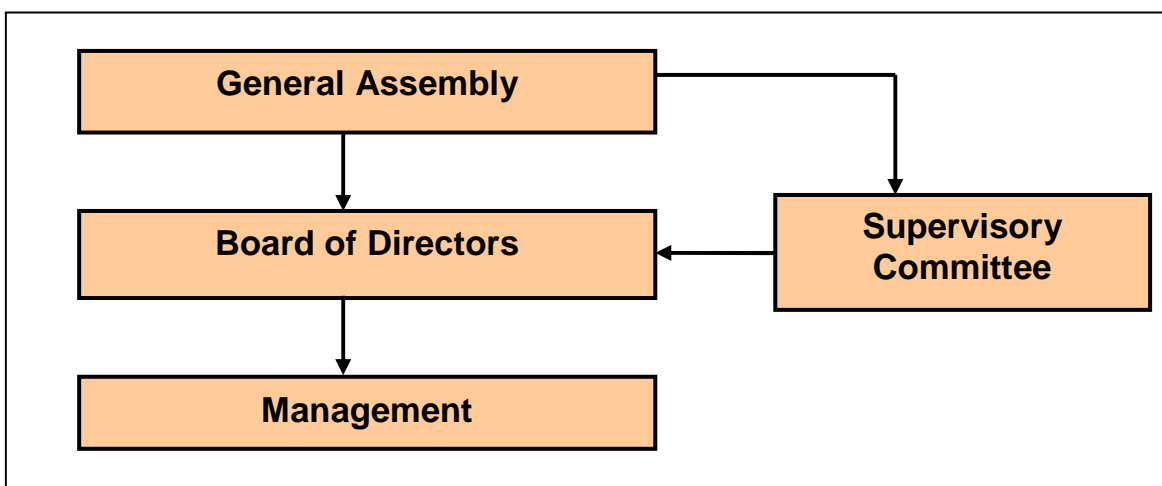 General Assembly
Board of Directors
Supervisory
Committee
Management